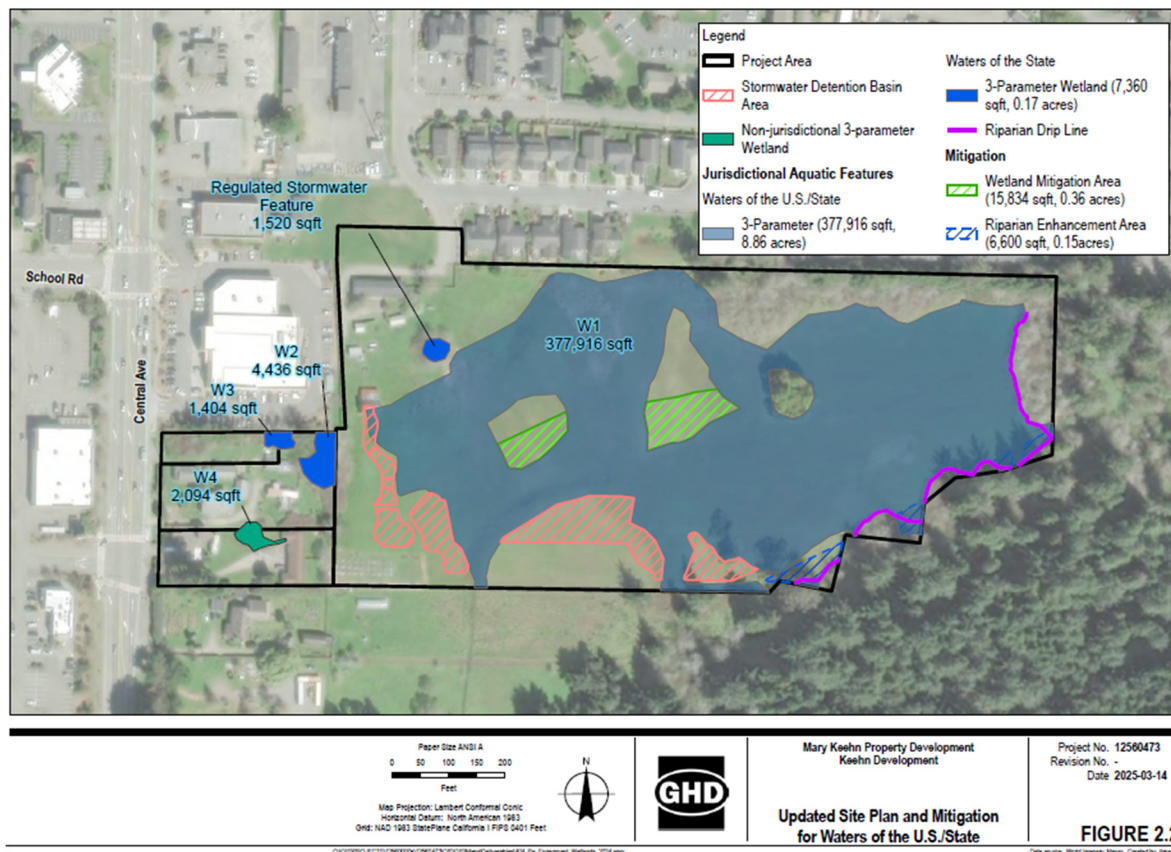 Legend
Project Area
Stormwater Detention Basin
Area
Non-jurisdictional 3-parameter
Wetland
Jurisdictional Aquatic Features
Waters of the U.S./State
3-Parameter (377,916 sqft,
8.86 acres)
Waters of the State
3-Parameter Wetland (7,360
sqft, 0.17 acres)
Riparian Drip Line
Mitigation
Wetland Mitigation Area
(15,834 sqft, 0.36 acres)
Riparian Enhancement Area
(6,600 sqft, 0.15acres)
Regulated Stormwater
Feature
1,520 sqft
School Rd
Central Ave
W1
377,916 sqft
W2
4,436 sqft
W3
1,404 sqft
W4
2,094 sqft
Paper Size ANSI A
0 50 100 150 200
Feet
Map Projection: Lambert Conformal Conic
Horizontal Datum: North American 1983
Grid: NAD 1983 StatePlane California I FIPS 0401 Feet
N
GHD
Mary Keehn Property Development
Keehn Development
Updated Site Plan and Mitigation
for Waters of the U.S./State
Project No. 12560473
Revision No. -
Date 2025-03-14
FIGURE 2.2